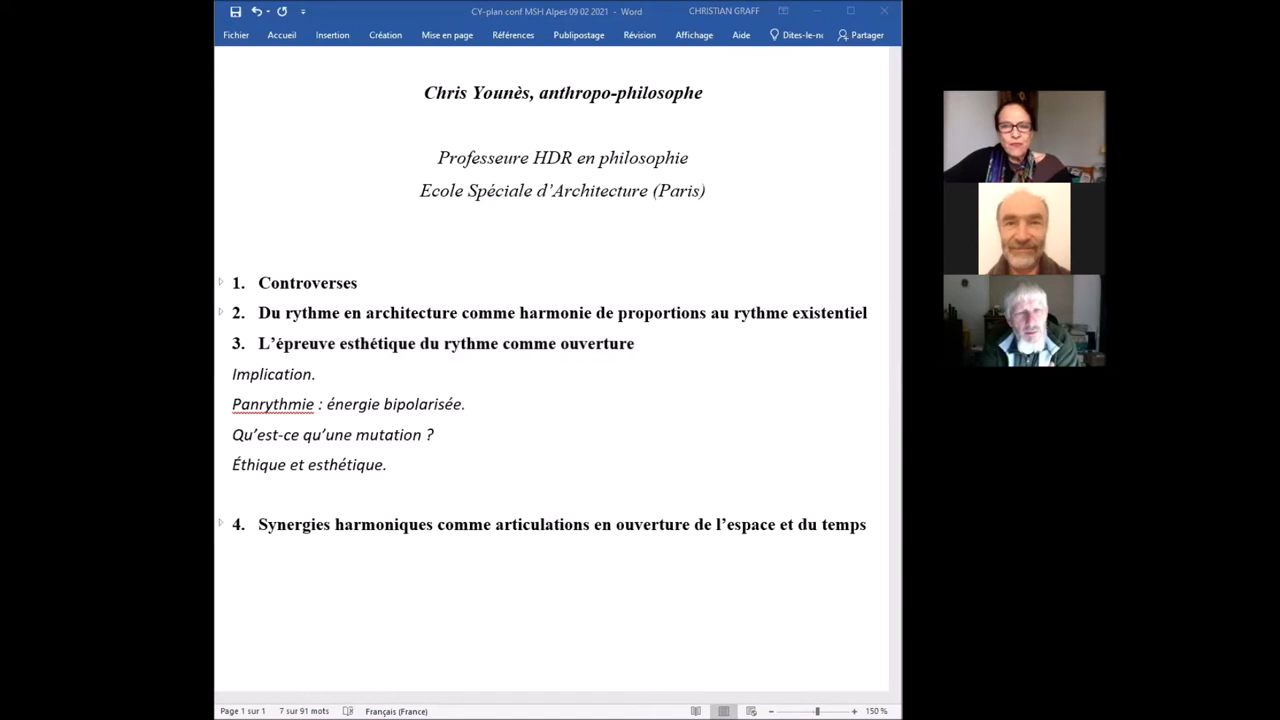 CY-plan conf MSH Alpes 09 02 2021 - Word
CHRISTIAN GRAFF
Fichier Accueil Insertion Création Mise en page Références Publipostage Révision Affichage Aide Dites-le-no Partager
Chris Younès, anthropo-philosophe
Professeure HDR en philosophie
Ecole Spéciale d’Architecture (Paris)
1. Controverses
2. Du rythme en architecture comme harmonie de proportions au rythme existentiel
3. L’épreuve esthétique du rythme comme ouverture
Implication.
Panrythmie : énergie bipolarisée.
Qu’est-ce qu’une mutation ?
Éthique et esthétique.
4. Synergies harmoniques comme articulations en ouverture de l’espace et du temps
Page 1 sur 1 7 sur 91 mots Français (France) 150 %